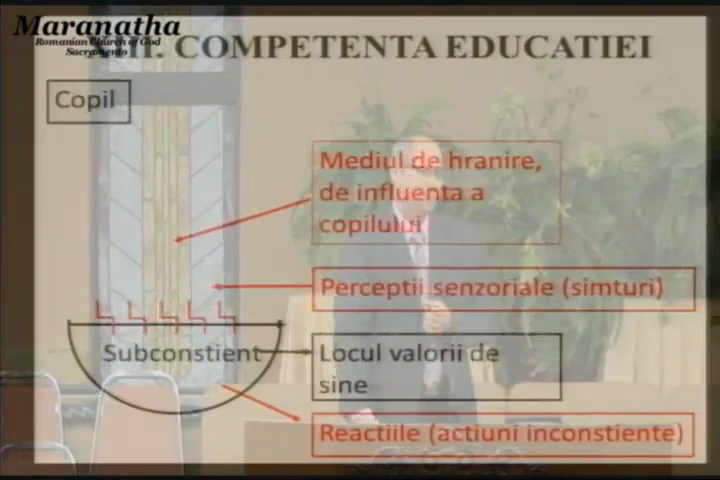 Maranatha
Romanian Church of God
Sacramento
II. COMPETENTA EDUCATIEI
Copil
Mediul de hranire,
de influenta a
copilului
Perceptii senzoriale (simturi)
Subconstient
Locul valorii de
sine
Reactiile (actiuni inconstiente)